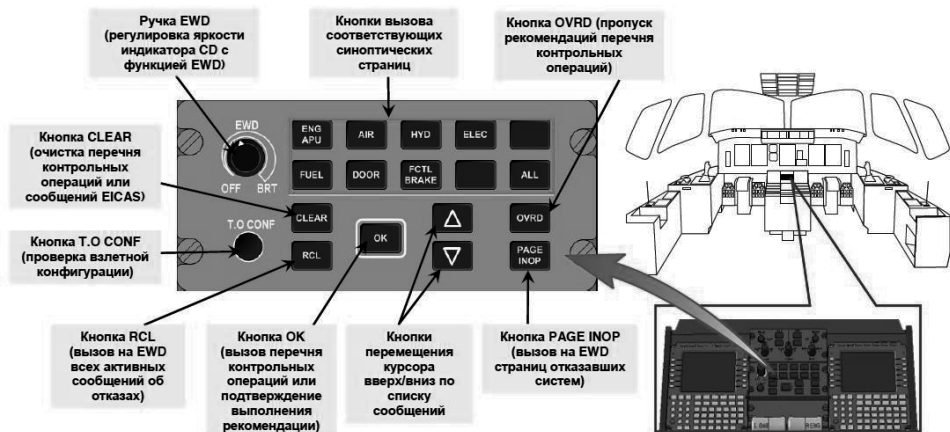 Ручка EWD
(регулировка яркости
индикатора CD с
функцией EWD)
Кнопки вызова
соответствующих
синоптических
страниц
Кнопка OVRD (пропуск
рекомендаций перечня
контрольных
операций)
Кнопка CLEAR
(очистка перечня
контрольных
операций или
сообщений EICAS)
Кнопка T.O CONF
(проверка взлетной
конфигурации)
EWD
OFF
BRT
T.O CONF
ENG
APU
AIR
HYD
ELEC
FUEL
DOOR
FCTL
BRAKE
ALL
CLEAR
OK
OVRD
RCL
PAGE
INOP
Кнопка RCL
(вызов на EWD
всех активных
сообщений об
отказах)
Кнопка OK
(вызов перечня
контрольных
операций или
подтверждение
выполнения
рекомендации)
Кнопки
перемещения
курсора
вверх/вниз по
списку
сообщений
Кнопка PAGE INOP
(вызов на EWD
страниц отказавших
систем)